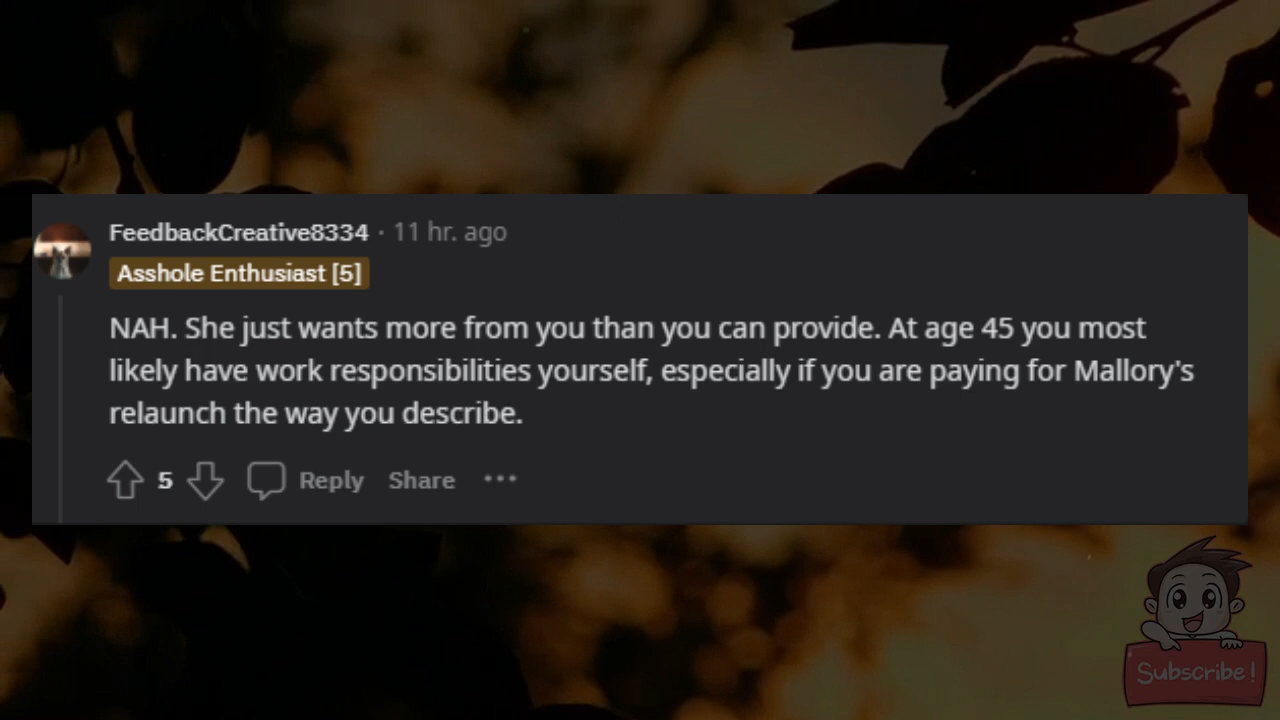 FeedbackCreative8334 · 11 hr. ago
Asshole Enthusiast [5]
NAH. She just wants more from you than you can provide. At age 45 you most
likely have work responsibilities yourself, especially if you are paying for Mallory's
relaunch the way you describe.
5 Reply Share ···
Subscribe!